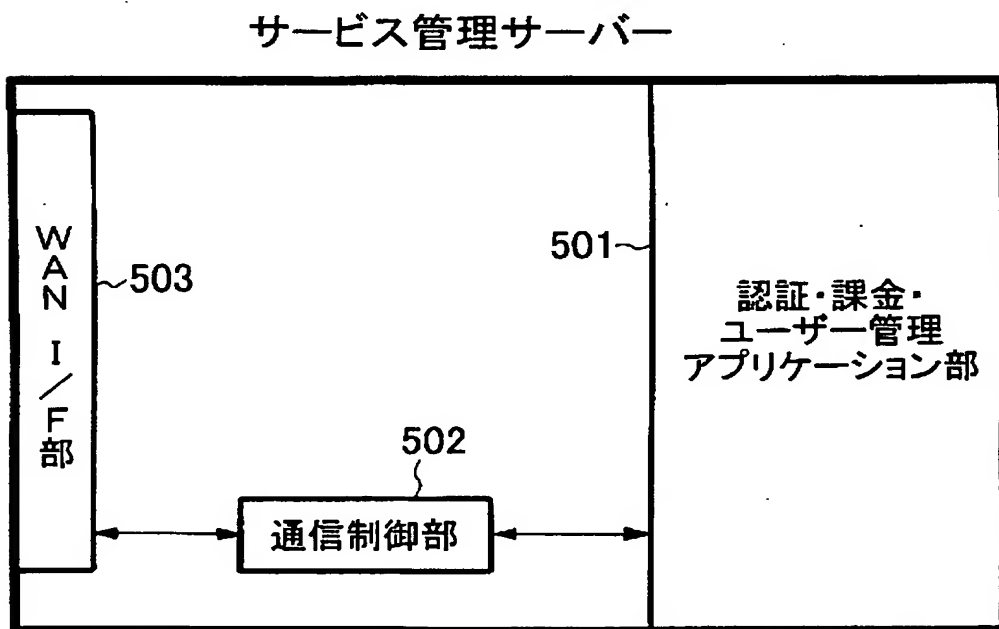 サービス管理サーバー
WAN I/F部
503
501
認証・課金・
ユーザー管理
アプリケーション部
502
通信制御部